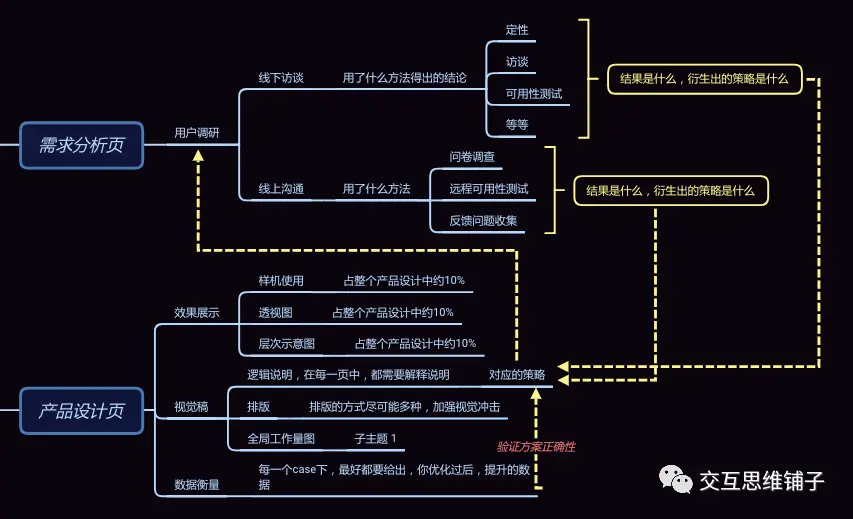 需求分析页
用户调研
线下访谈
用了什么方法得出的结论
定性
访谈
可用性测试
等等
结果是什么，衍生出的策略是什么
线上沟通
用了什么方法
问卷调查
远程可用性测试
反馈问题收集
结果是什么，衍生出的策略是什么
产品设计页
效果展示
样机使用
占整个产品设计中约10%
透视图
占整个产品设计中约10%
层次示意图
占整个产品设计中约10%
视觉稿
逻辑说明，在每一页中，都需要解释说明
对应的策略
排版
排版的方式尽可能多种，加强视觉冲击
全局工作量图
子主题 1
验证方案正确性
数据衡量
每一个case下，最好都要给出，你优化过后，提升的数
据
交互思维铺子